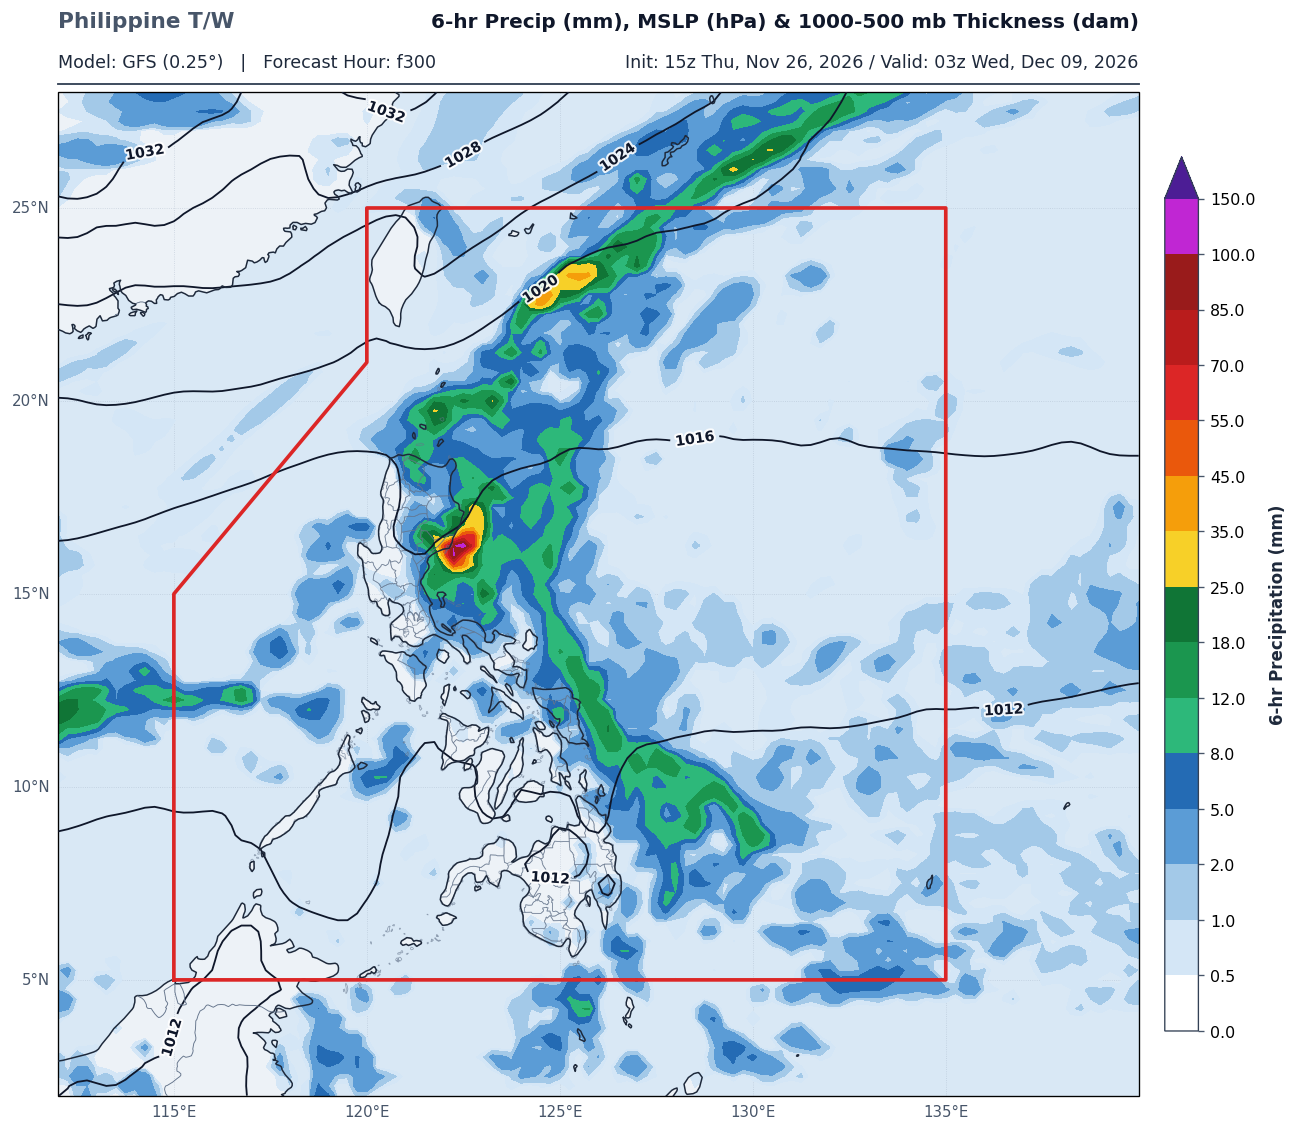 Philippine T/W
6-hr Precip (mm), MSLP (hPa) & 1000-500 mb Thickness (dam)
Model: GFS (0.25°) | Forecast Hour: f300
Init: 15z Thu, Nov 26, 2026 / Valid: 03z Wed, Dec 09, 2026
1032
1032
1028
1024
1020
1016
1012
1012
1012
25°N
20°N
15°N
10°N
5°N
115°E
120°E
125°E
130°E
135°E
150.0
100.0
85.0
70.0
55.0
45.0
35.0
25.0
18.0
12.0
8.0
5.0
2.0
1.0
0.5
0.0
6-hr Precipitation (mm)